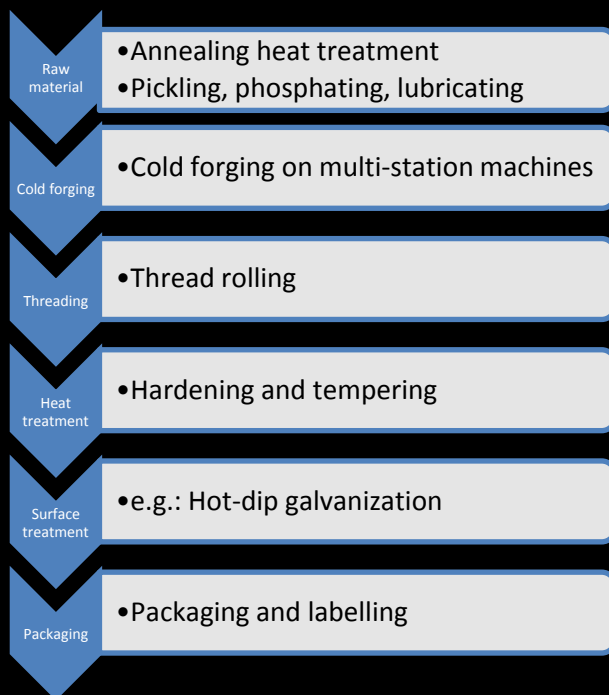 Raw
material
•Annealing heat treatment
•Pickling, phosphating, lubricating
Cold forging
•Cold forging on multi-station machines
Threading
•Thread rolling
Heat
treatment
•Hardening and tempering
Surface
treatment
•e.g.: Hot-dip galvanization
Packaging
•Packaging and labelling